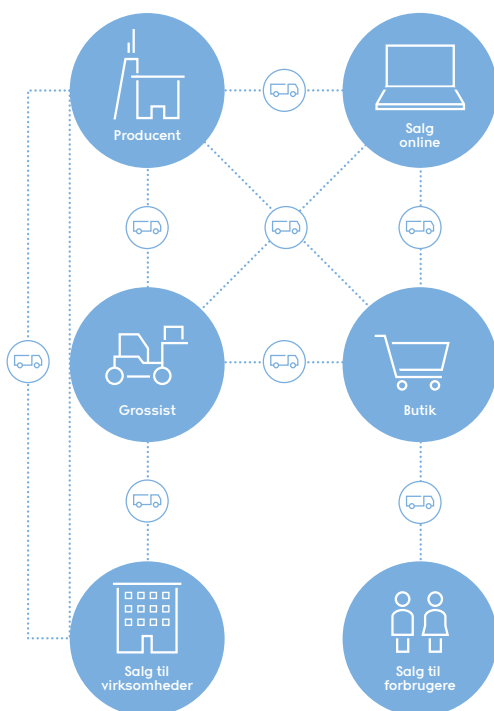 Producent
Salg
online
Grossist
Butik
Salg til
virksomheder
Salg til
forbrugere